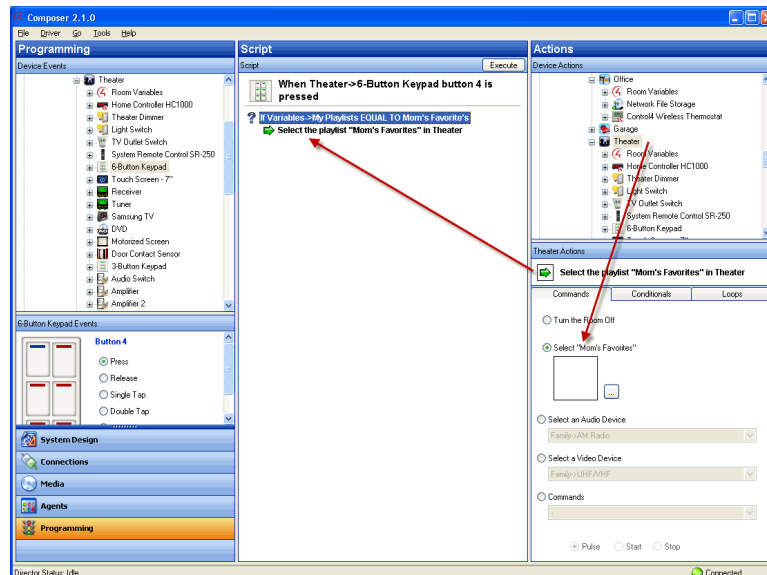 Composer 2.1.0
File Driver Go Tools Help
Programming
Device Events
Theater
Room Variables
Home Controller HC1000
Theater Dimmer
Light Switch
TV Outlet Switch
System Remote Control SR-250
6-Button Keypad
Touch Screen - 7"
Receiver
Tuner
Samsung TV
DVD
Motorized Screen
Door Contact Sensor
3-Button Keypad
Audio Switch
Amplifier
Amplifier 2
6-Button Keypad Events
Button 4
Press
Release
Single Tap
Double Tap
System Design
Connections
Media
Agents
Programming
Director Status: Idle
Script
Script Execute
When Theater->6-Button Keypad button 4 is
pressed
? If Variables->My Playlists EQUAL TO Mom's Favorite's
Select the playlist "Mom's Favorites" in Theater
Actions
Device Actions
Office
Room Variables
Network File Storage
Control4 Wireless Thermostat
Garage
Theater
Room Variables
Home Controller HC1000
Theater Dimmer
Light Switch
TV Outlet Switch
System Remote Control SR-250
6-Button Keypad
Theater Actions
Select the playlist "Mom's Favorites" in Theater
Commands Conditionals Loops
Turn the Room Off
Select "Mom's Favorites"
...
Select an Audio Device
Family->AM Radio
Select a Video Device
Family->UHF/VHF
Commands
-
Pulse Start Stop
Connected